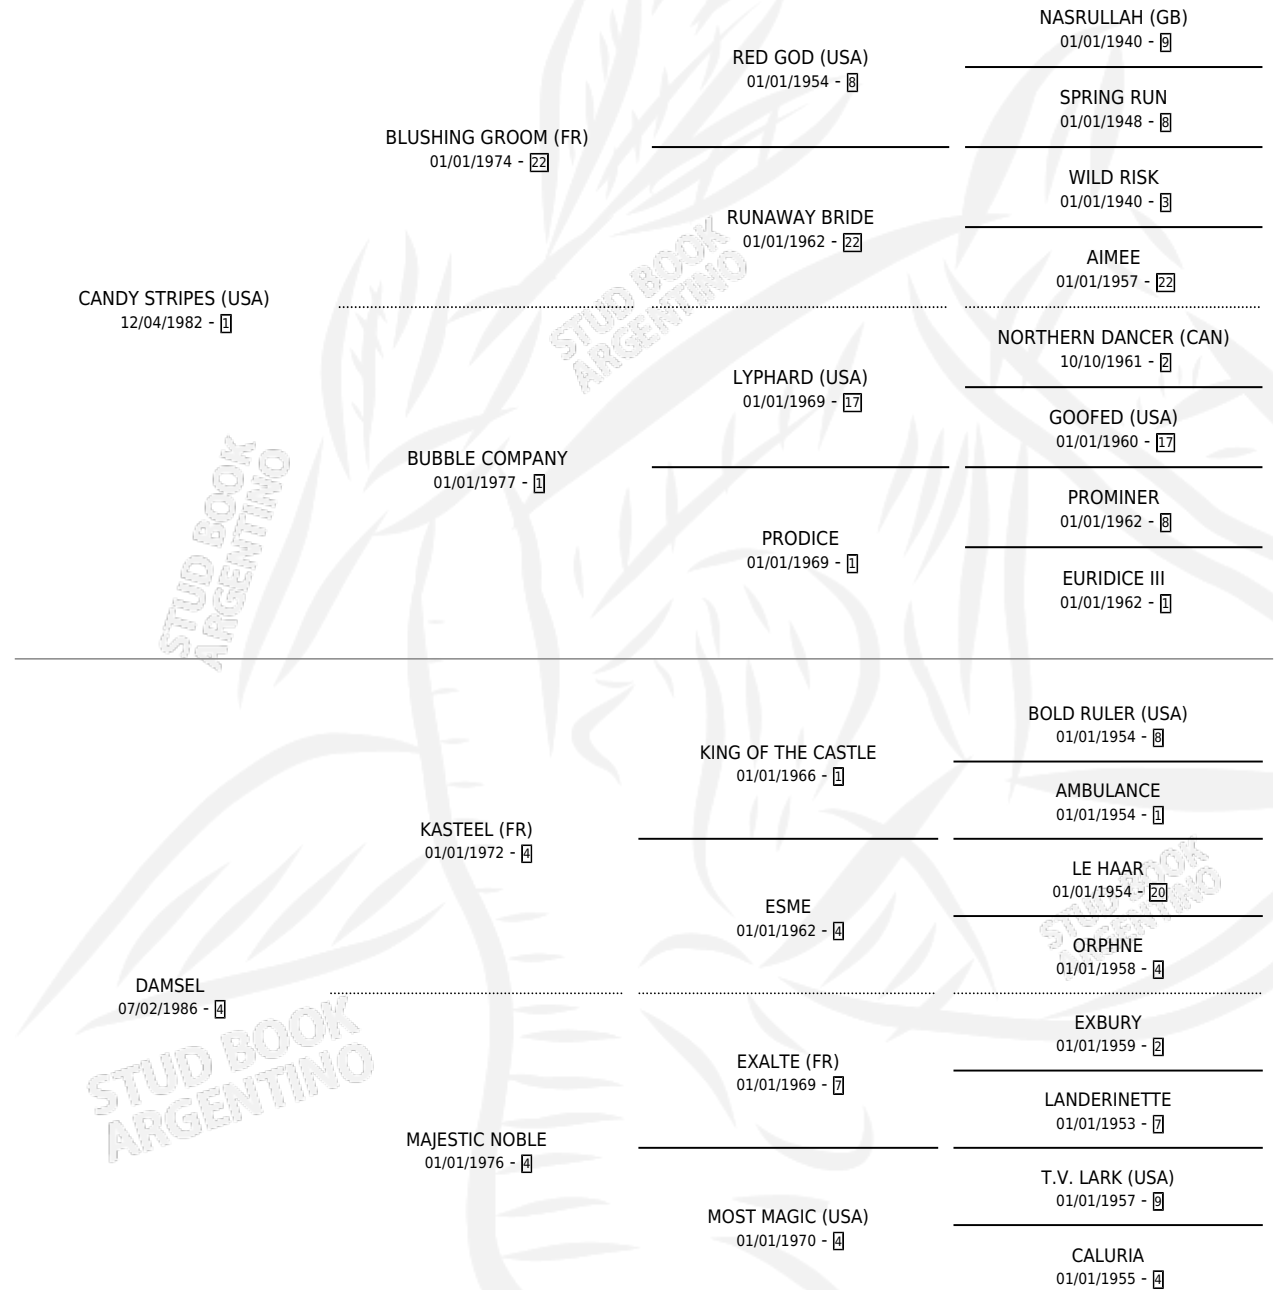 NASRULLAH (GB)
01/01/1940 - 9
RED GOD (USA)
01/01/1954 - 8
SPRING RUN
01/01/1948 - 8
BLUSHING GROOM (FR)
01/01/1974 - 22
WILD RISK
01/01/1940 - 3
RUNAWAY BRIDE
01/01/1962 - 22
AIMEE
01/01/1957 - 22
CANDY STRIPES (USA)
12/04/1982 - 1
NORTHERN DANCER (CAN)
10/10/1961 - 2
LYPHARD (USA)
01/01/1969 - 17
GOOFED (USA)
01/01/1960 - 17
BUBBLE COMPANY
01/01/1977 - 1
PROMINER
01/01/1962 - 8
PRODICE
01/01/1969 - 1
EURIDICE III
01/01/1962 - 1
BOLD RULER (USA)
01/01/1954 - 8
KING OF THE CASTLE
01/01/1966 - 1
AMBULANCE
01/01/1954 - 1
KASTEEL (FR)
01/01/1972 - 4
LE HAAR
01/01/1954 - 20
ESME
01/01/1962 - 4
ORPHNE
01/01/1958 - 4
DAMSEL
07/02/1986 - 4
EXBURY
01/01/1959 - 2
EXALTE (FR)
01/01/1969 - 7
LANDERINETTE
01/01/1953 - 7
MAJESTIC NOBLE
01/01/1976 - 4
T.V. LARK (USA)
01/01/1957 - 9
MOST MAGIC (USA)
01/01/1970 - 4
CALURIA
01/01/1955 - 4
STUD BOOK
ARGENTINO
STUD BOOK
ARGENTINO
STUD BOOK
ARGENTINO
STUD BOOK
ARGENTINO